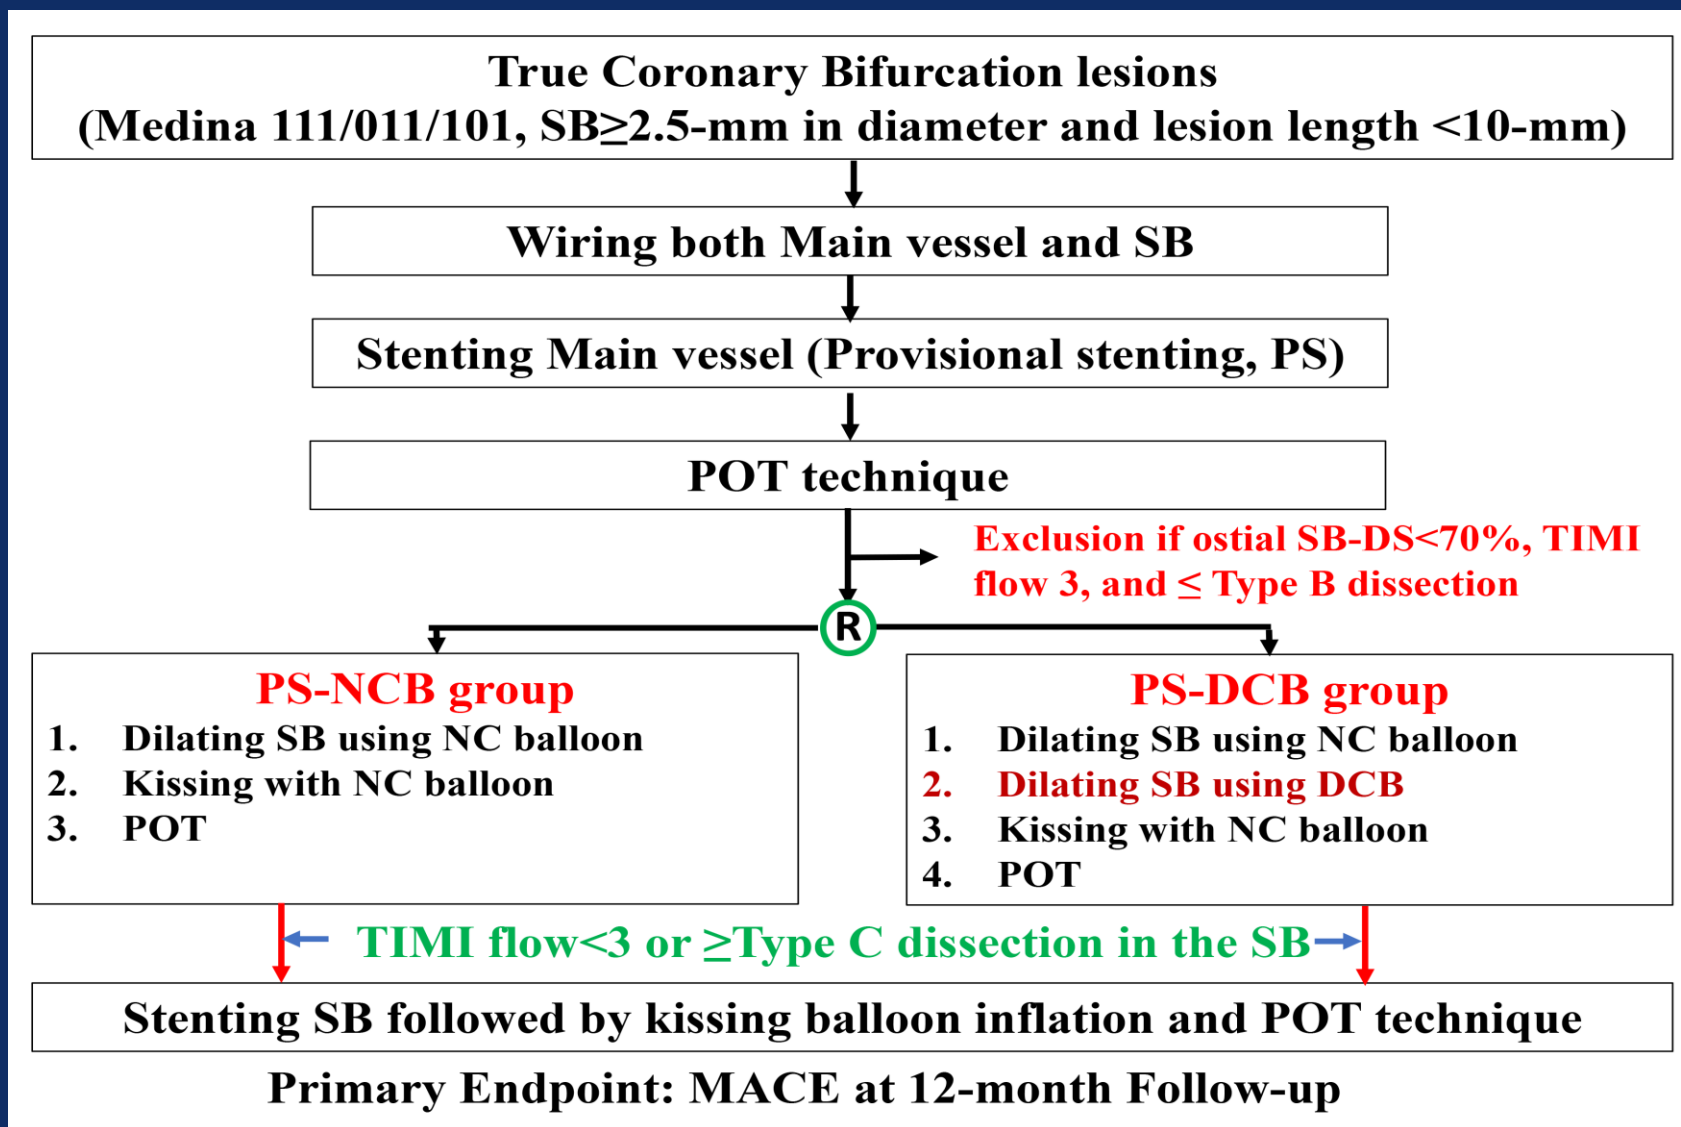 True Coronary Bifurcation lesions
(Medina 111/011/101, SB≥2.5-mm in diameter and lesion length <10-mm)
Wiring both Main vessel and SB
Stenting Main vessel (Provisional stenting, PS)
POT technique
Exclusion if ostial SB-DS<70%, TIMI
flow 3, and ≤ Type B dissection
R
PS-NCB group
1. Dilating SB using NC balloon
2. Kissing with NC balloon
3. POT
PS-DCB group
1. Dilating SB using NC balloon
2. Dilating SB using DCB
3. Kissing with NC balloon
4. POT
TIMI flow<3 or ≥Type C dissection in the SB
Stenting SB followed by kissing balloon inflation and POT technique
Primary Endpoint: MACE at 12-month Follow-up